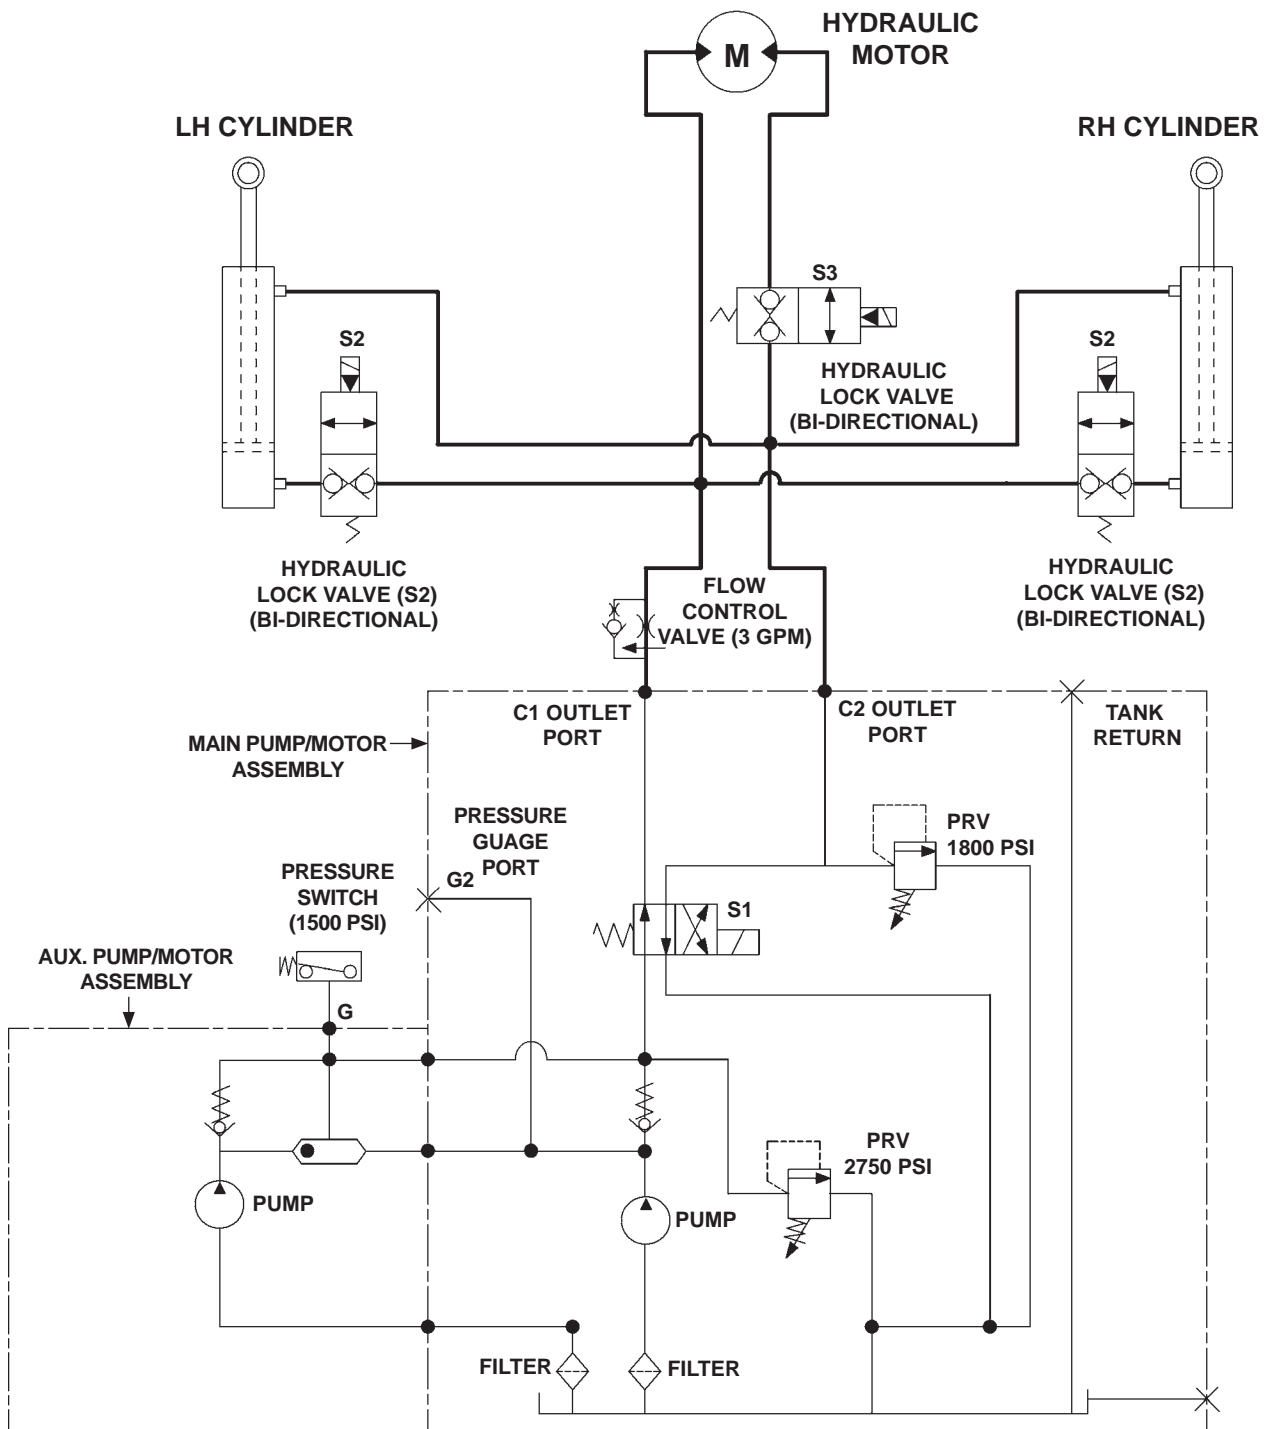 HYDRAULIC
MOTOR
M
LH CYLINDER
RH CYLINDER
S3
S2
S2
HYDRAULIC
LOCK VALVE
(BI-DIRECTIONAL)
HYDRAULIC
LOCK VALVE (S2)
(BI-DIRECTIONAL)
HYDRAULIC
LOCK VALVE (S2)
(BI-DIRECTIONAL)
FLOW
CONTROL
VALVE (3 GPM)
C1 OUTLET
PORT
C2 OUTLET
PORT
TANK
RETURN
MAIN PUMP/MOTOR
ASSEMBLY
PRESSURE
GUAGE
PORT
G2
PRV
1800 PSI
PRESSURE
SWITCH
(1500 PSI)
S1
AUX. PUMP/MOTOR
ASSEMBLY
G
PRV
2750 PSI
PUMP
PUMP
FILTER
FILTER